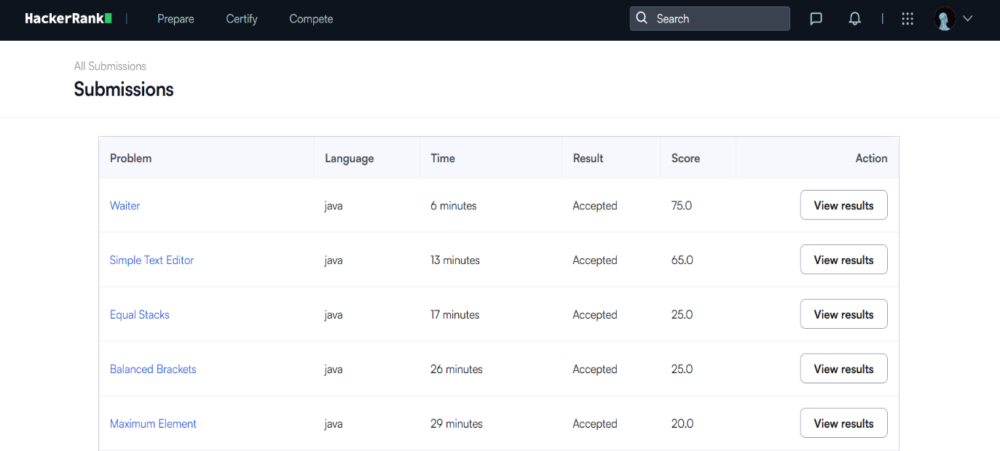 HackerRank Prepare Certify Compete Search
All Submissions
Submissions
Problem Language Time Result Score Action
Waiter java 6 minutes Accepted 75.0 View results
Simple Text Editor java 13 minutes Accepted 65.0 View results
Equal Stacks java 17 minutes Accepted 25.0 View results
Balanced Brackets java 26 minutes Accepted 25.0 View results
Maximum Element java 29 minutes Accepted 20.0 View results